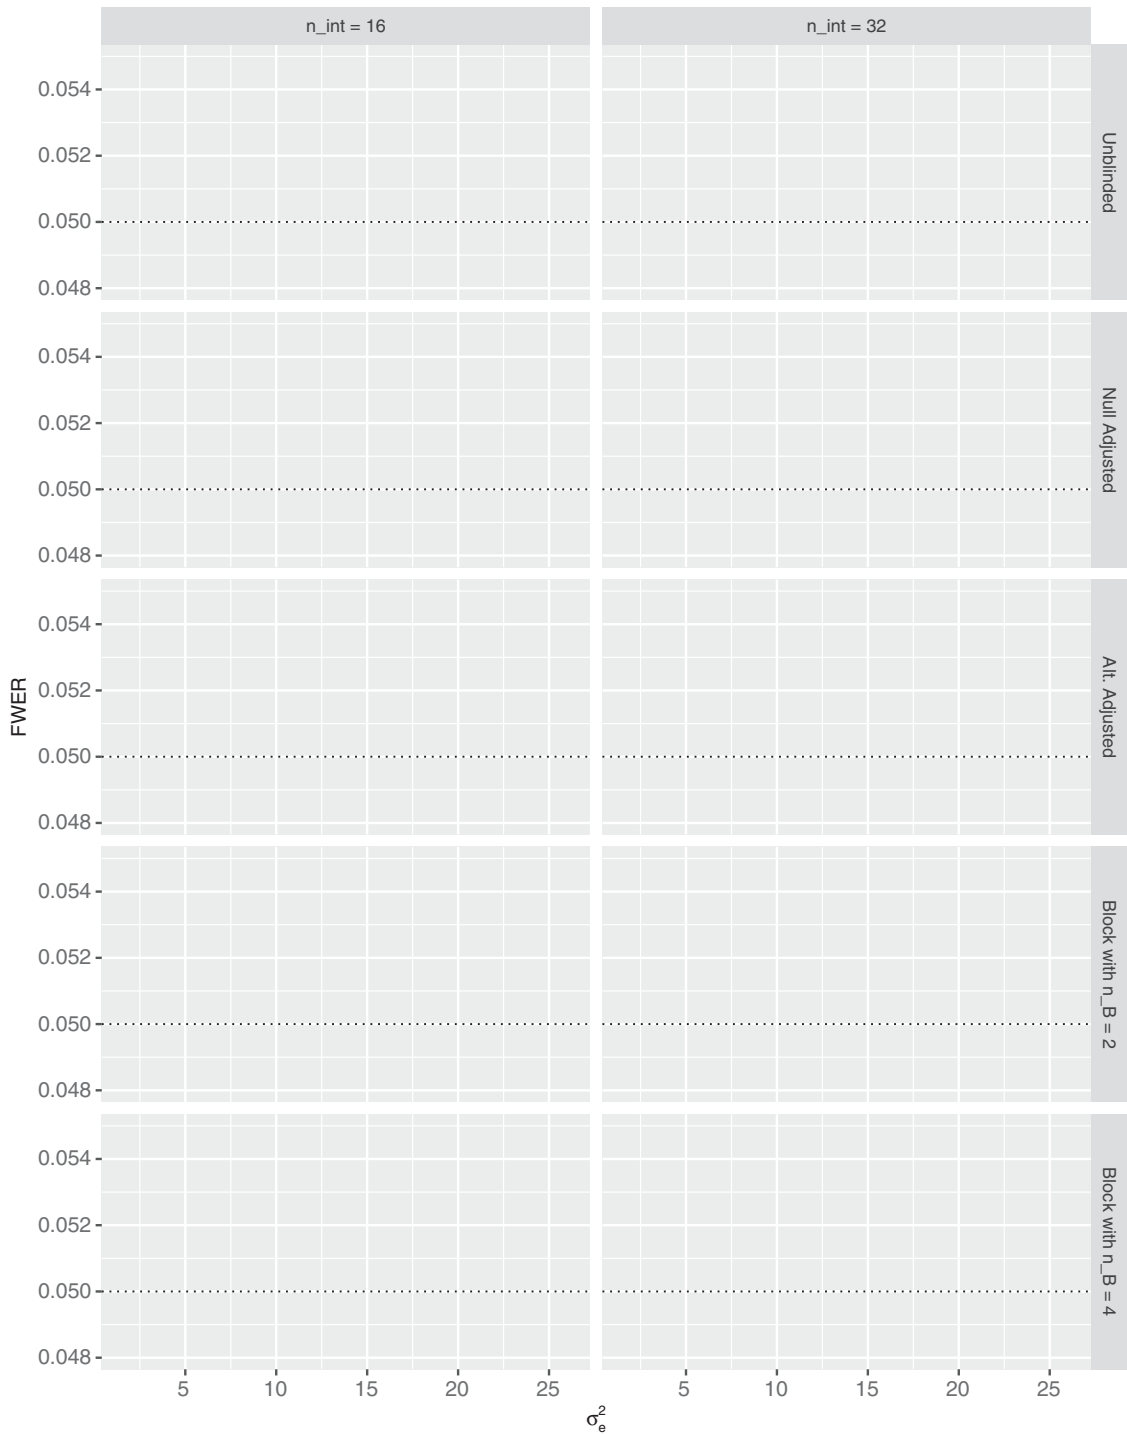 n_int = 16 n_int = 32
0.054
0.052
0.050
0.048
Unblinded
0.054
0.052
0.050
0.048
Null Adjusted
0.054
0.052
0.050
0.048
Alt. Adjusted
FWER
0.054
0.052
0.050
0.048
Block with n_B = 2
0.054
0.052
0.050
0.048
Block with n_B = 4
5 10 15 20 25 5 10 15 20 25
σ²ₑ